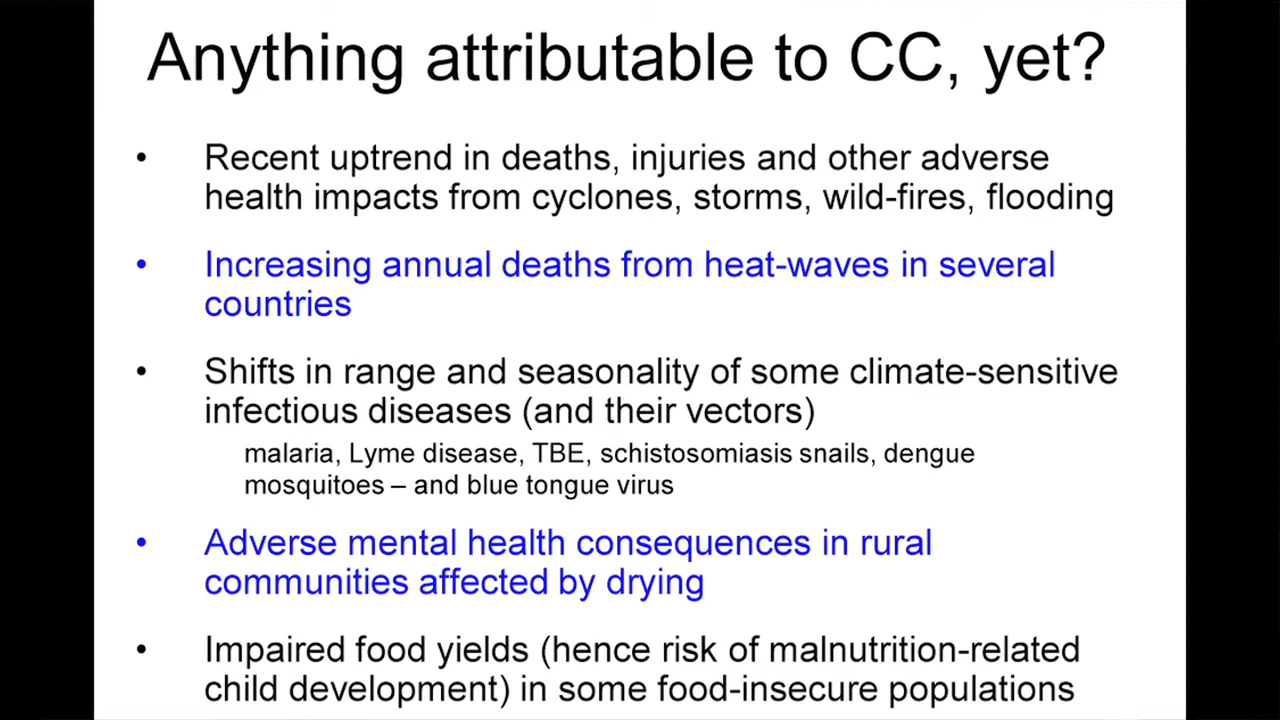 Anything attributable to CC, yet?
• Recent uptrend in deaths, injuries and other adverse
health impacts from cyclones, storms, wild-fires, flooding
• Increasing annual deaths from heat-waves in several
countries
• Shifts in range and seasonality of some climate-sensitive
infectious diseases (and their vectors)
malaria, Lyme disease, TBE, schistosomiasis snails, dengue
mosquitoes – and blue tongue virus
• Adverse mental health consequences in rural
communities affected by drying
• Impaired food yields (hence risk of malnutrition-related
child development) in some food-insecure populations